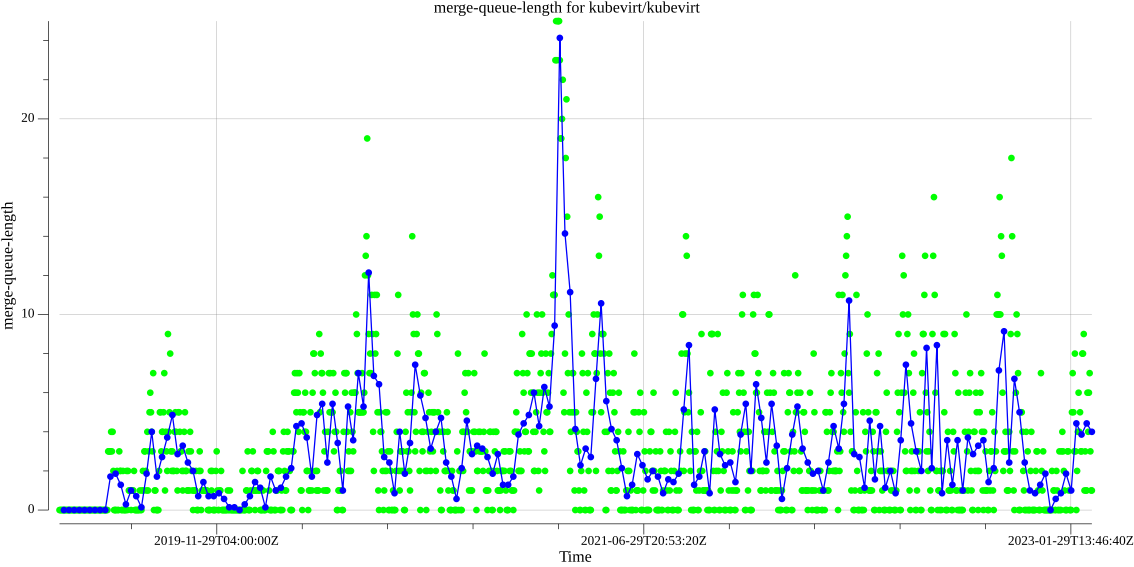 merge-queue-length for kubevirt/kubevirt
merge-queue-length
20
10
0
2019-11-29T04:00:00Z
2021-06-29T20:53:20Z
2023-01-29T13:46:40Z
Time